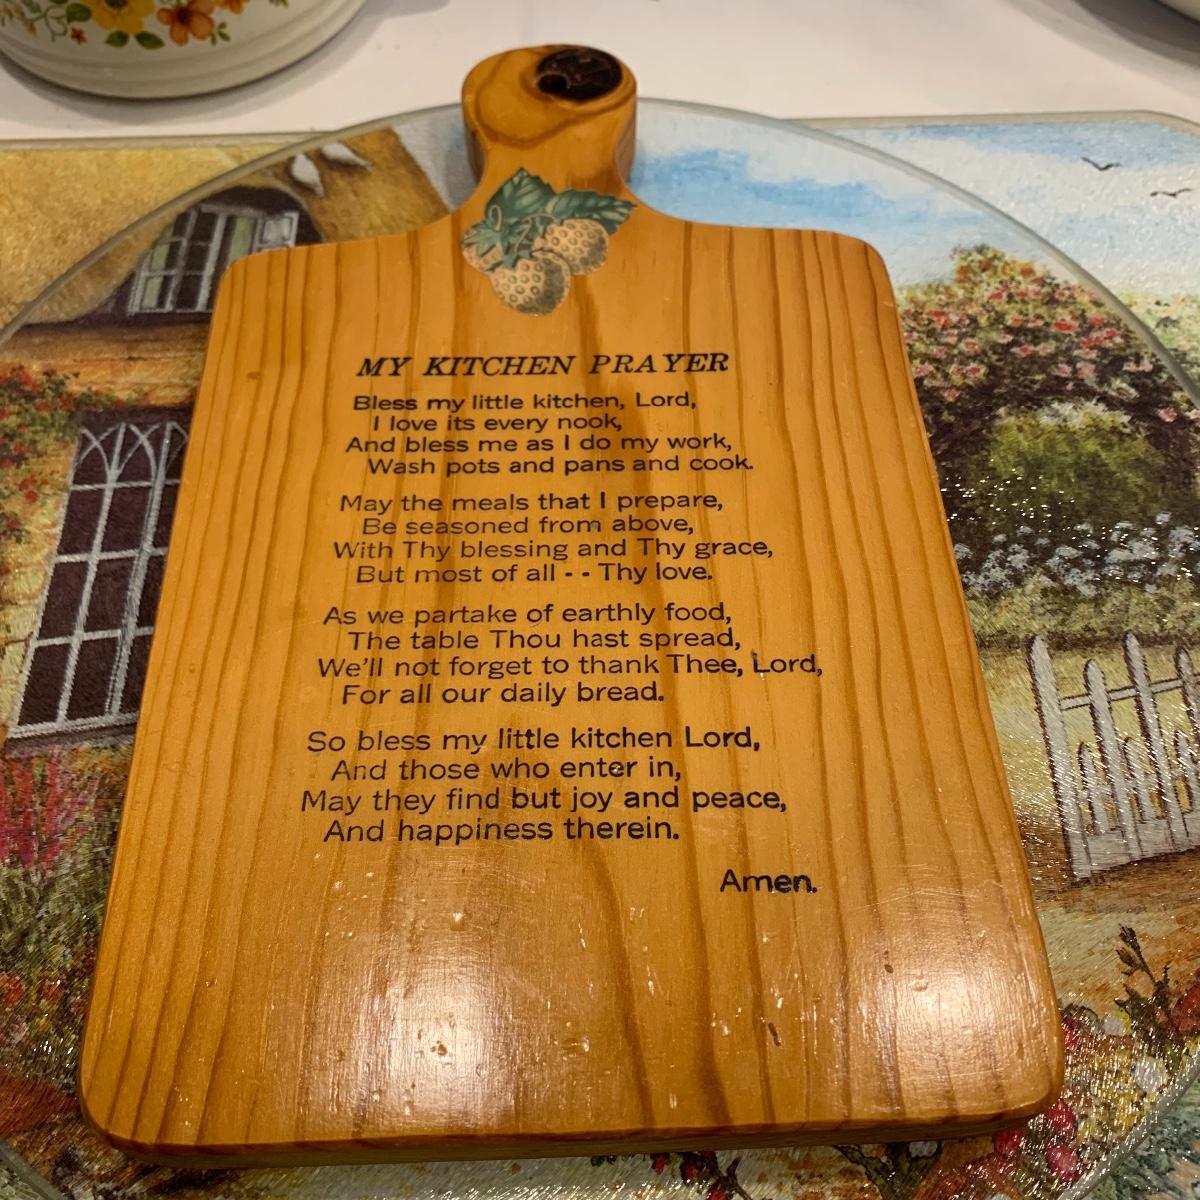 MY KITCHEN PRAYER
Bless my little kitchen, Lord,
I love its every nook,
And bless me as I do my work,
Wash pots and pans and cook.
May the meals that I prepare,
Be seasoned from above,
With Thy blessing and Thy grace,
But most of all - - Thy love.
As we partake of earthly food,
The table Thou hast spread,
We'll not forget to thank Thee, Lord,
For all our daily bread.
So bless my little kitchen Lord,
And those who enter in,
May they find but joy and peace,
And happiness therein.
Amen.